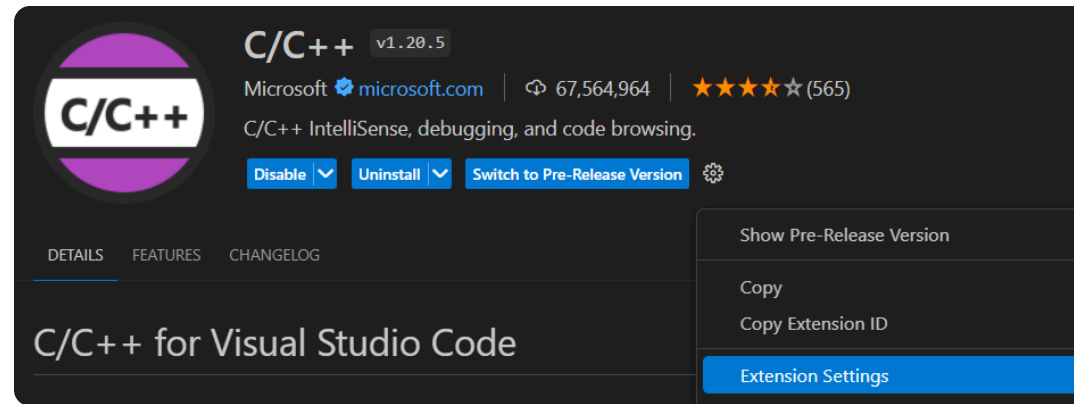 C/C++
C/C++ v1.20.5
Microsoft microsoft.com 67,564,964 (565)
C/C++ IntelliSense, debugging, and code browsing.
Disable Uninstall Switch to Pre-Release Version
Show Pre-Release Version
DETAILS FEATURES CHANGELOG
Copy
Copy Extension ID
C/C++ for Visual Studio Code
Extension Settings